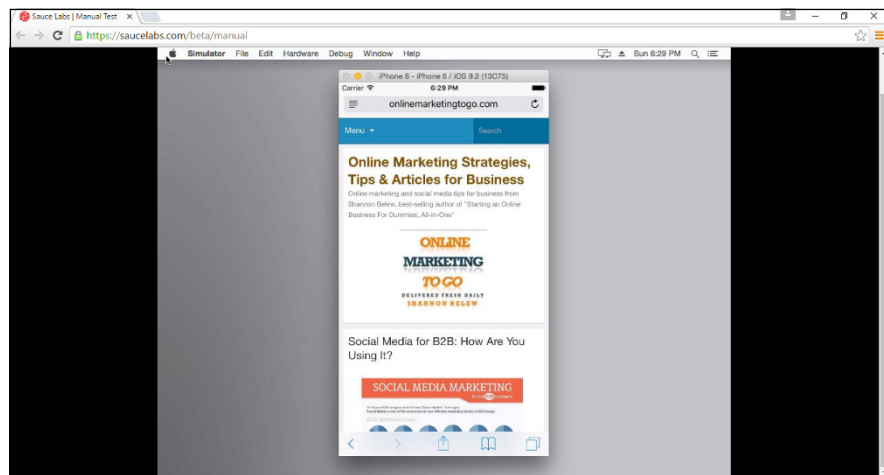 Sauce Labs | Manual Test
https://saucelabs.com/beta/manual
Simulator File Edit Hardware Debug Window Help Sun 6:29 PM
iPhone 6 - iPhone 6 / iOS 9.2 (13C75)
Carrier 6:29 PM
onlinemarketingtogo.com
Menu Search
Online Marketing Strategies,
Tips & Articles for Business
Online marketing and social media tips for business from
Shannon Belew, best-selling author of "Starting an Online
Business For Dummies, All-in-One"
ONLINE
MARKETING
TO GO
DELIVERED FRESH DAILY
SHANNON BELEW
Social Media for B2B: How Are You
Using It?
SOCIAL MEDIA MARKETING